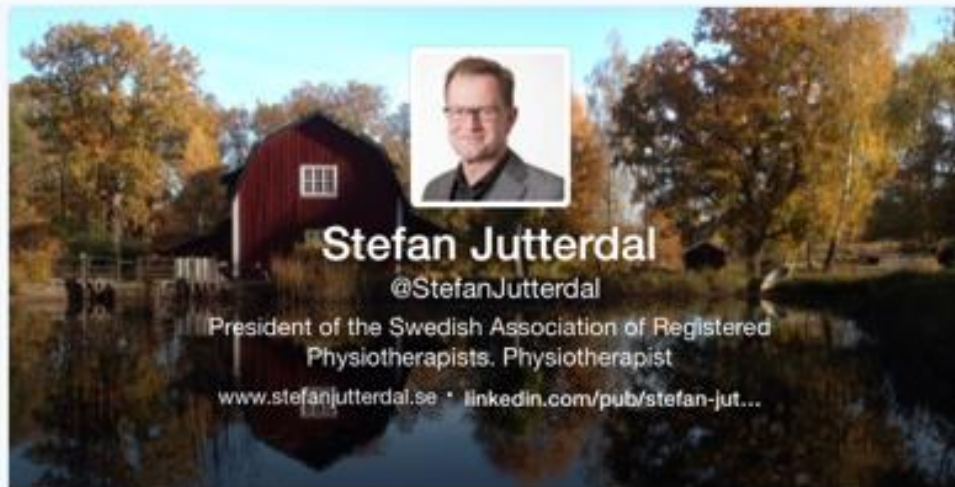 Stefan Jutterdal
@StefanJutterdal
President of the Swedish Association of Registered
Physiotherapists. Physiotherapist
www.stefanjutterdal.se • linkedin.com/pub/stefan-jut...